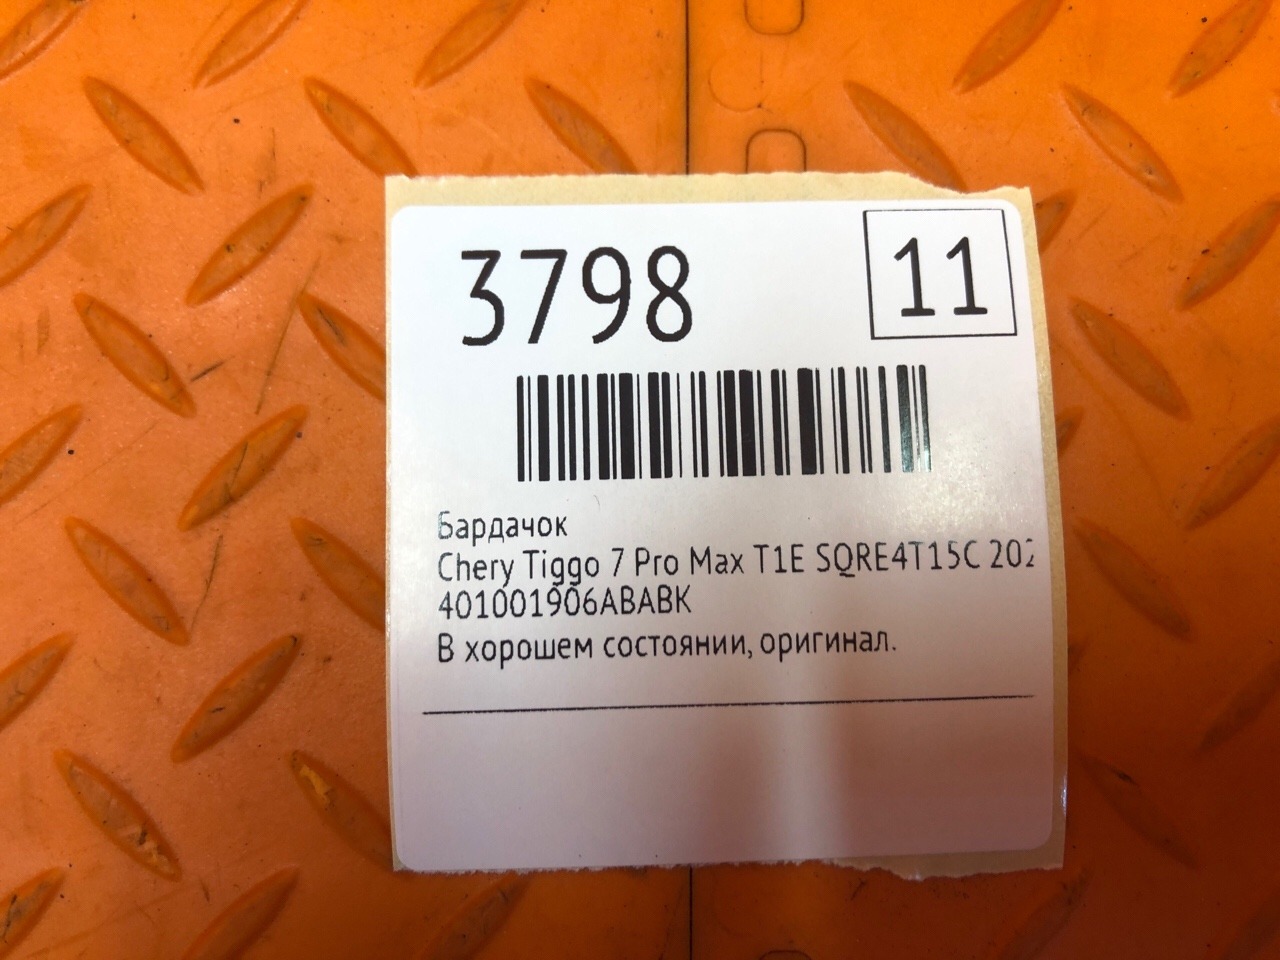 3798
11
Бардачок
Chery Tiggo 7 Pro Max T1E SQRE4T15C 202
401001906ABABK
В хорошем состоянии, оригинал.